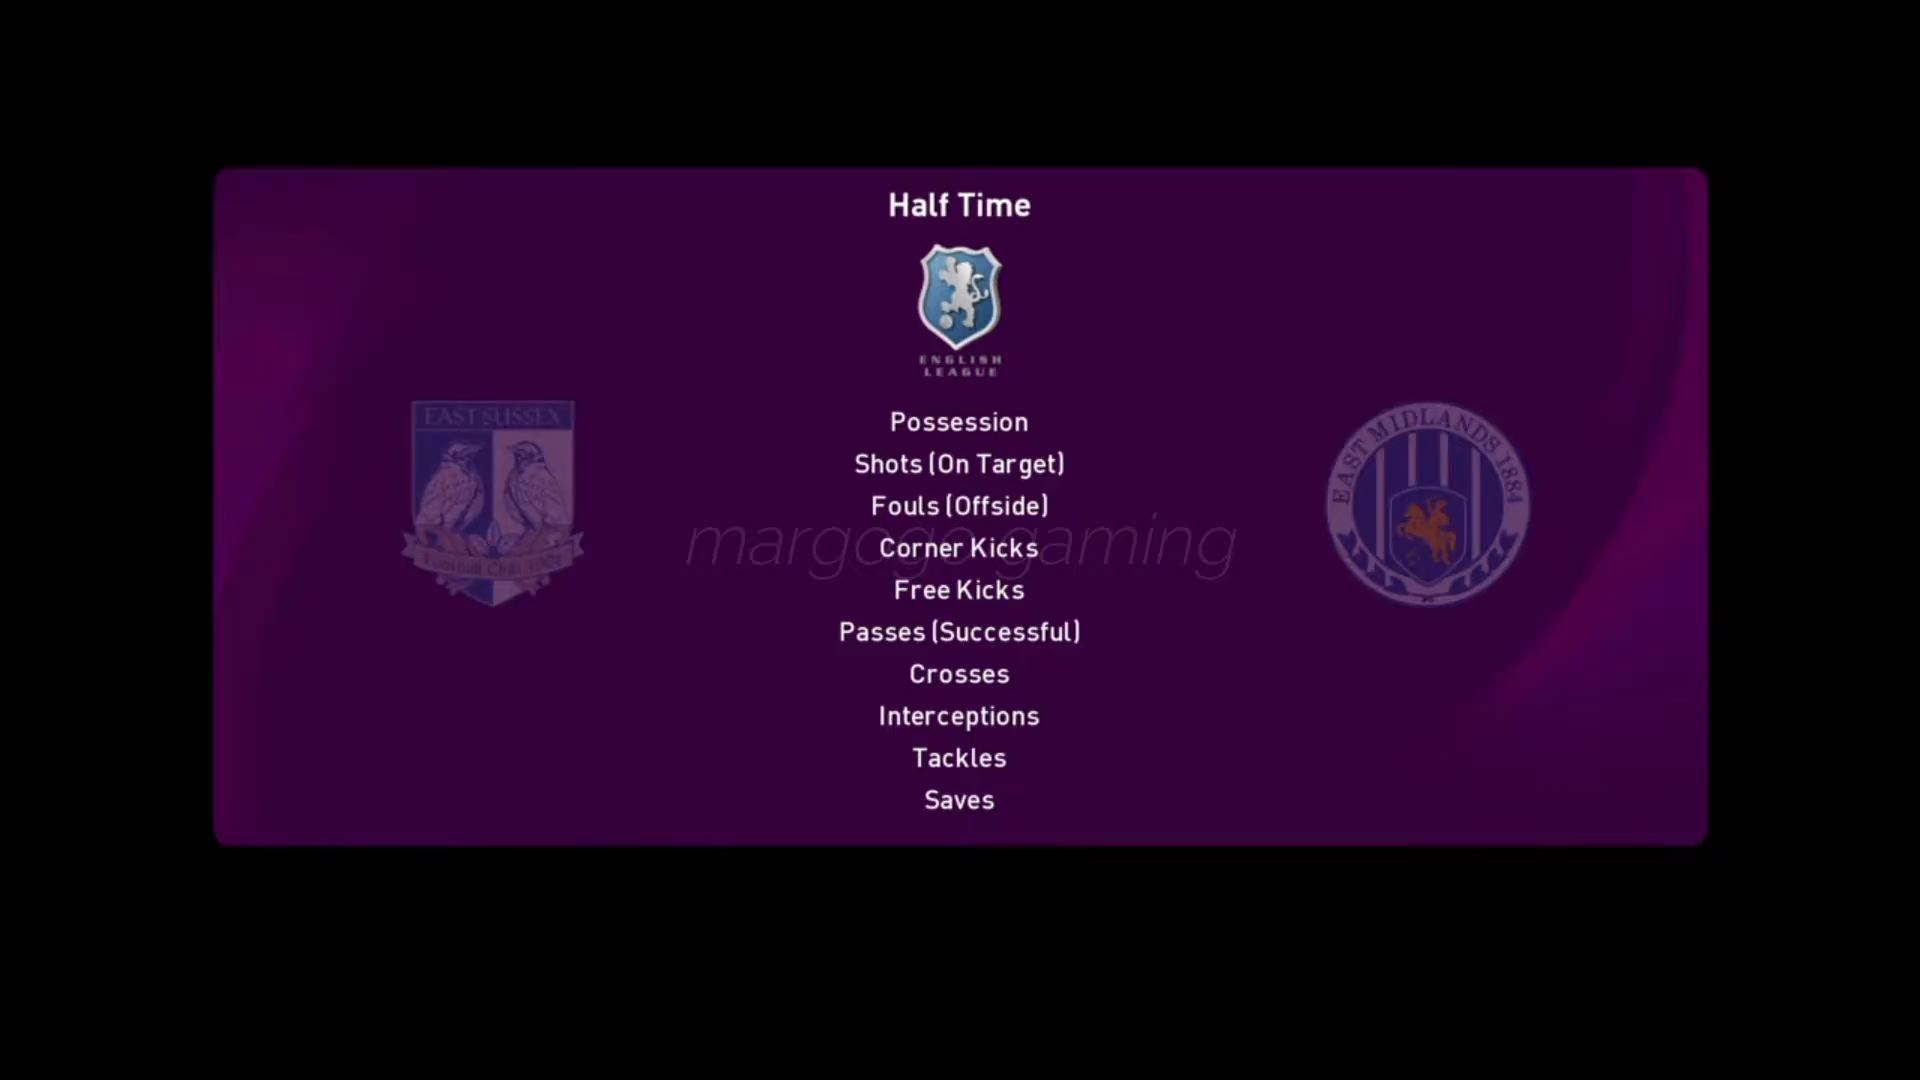 Half Time
ENGLISH
LEAGUE
EAST SUSSEX
EAST MIDLANDS 1884
Possession
Shots (On Target)
Fouls (Offside)
margogo gaming
Corner Kicks
Free Kicks
Passes (Successful)
Crosses
Interceptions
Tackles
Saves